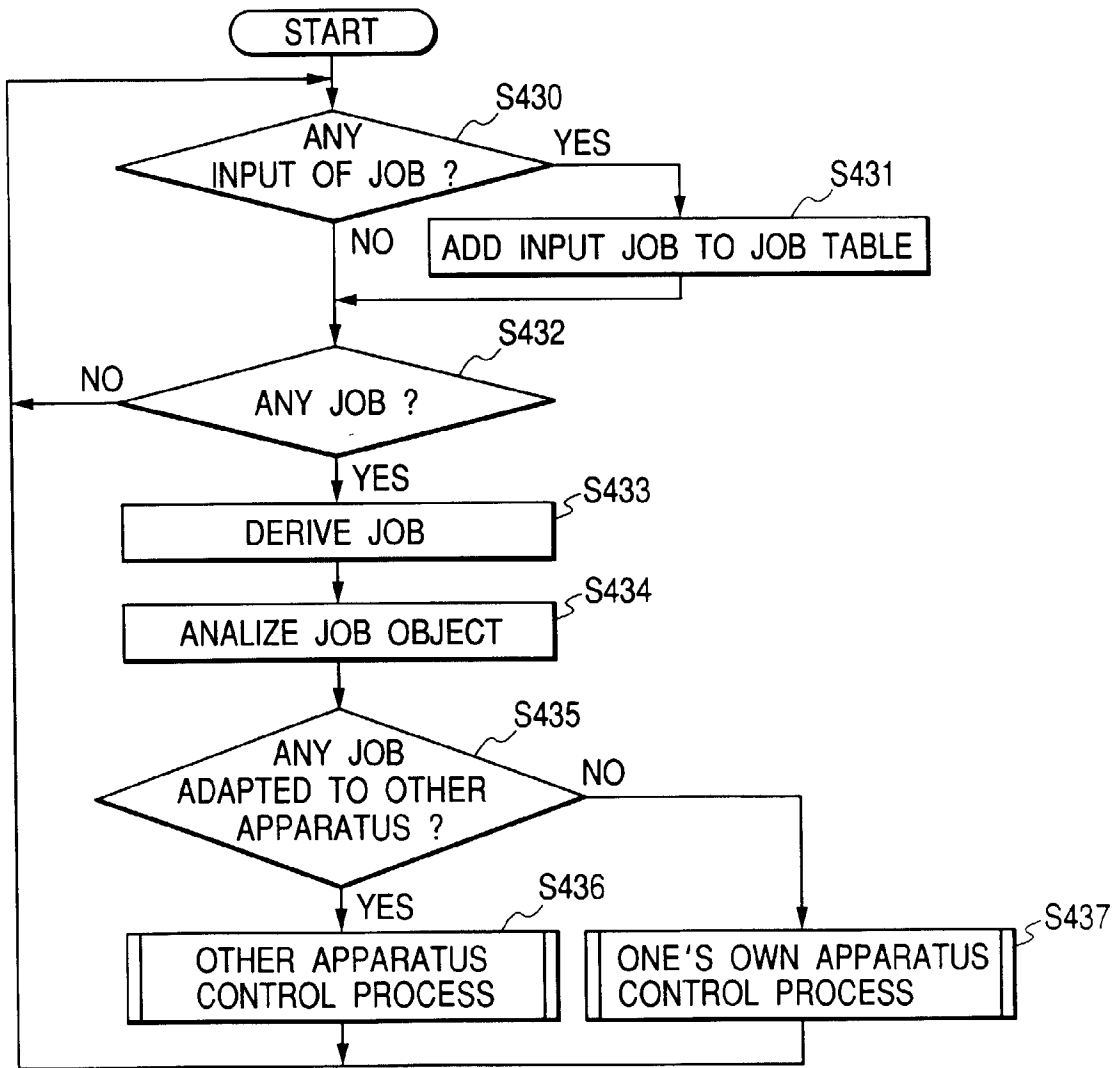 START
S430
ANY
INPUT OF JOB ?
YES
S431
NO
ADD INPUT JOB TO JOB TABLE
S432
NO
ANY JOB ?
YES
S433
DERIVE JOB
S434
ANALIZE JOB OBJECT
S435
ANY JOB
ADAPTED TO OTHER
APPARATUS ?
NO
YES
S436
S437
OTHER APPARATUS
CONTROL PROCESS
ONE'S OWN APPARATUS
CONTROL PROCESS